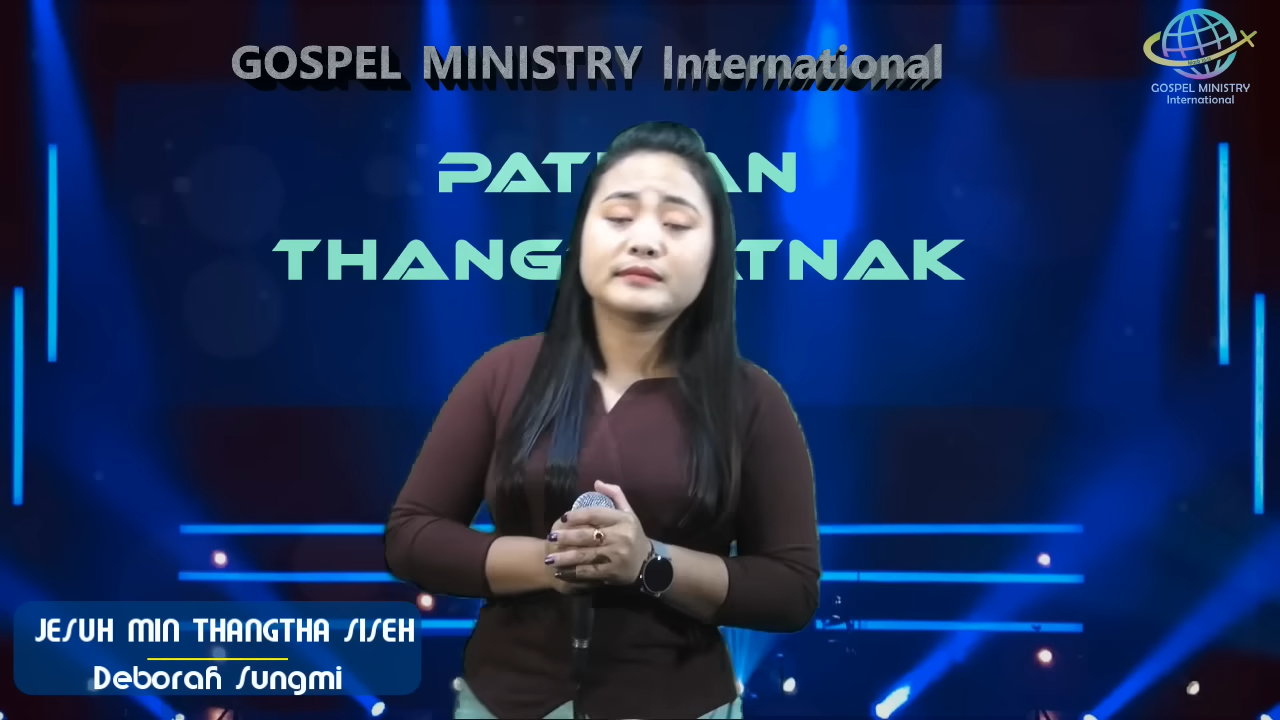 GOSPEL MINISTRY International
GOSPEL MINISTRY
International
JESUH MIN THANGTHA SISEH
Deborah Sungmi